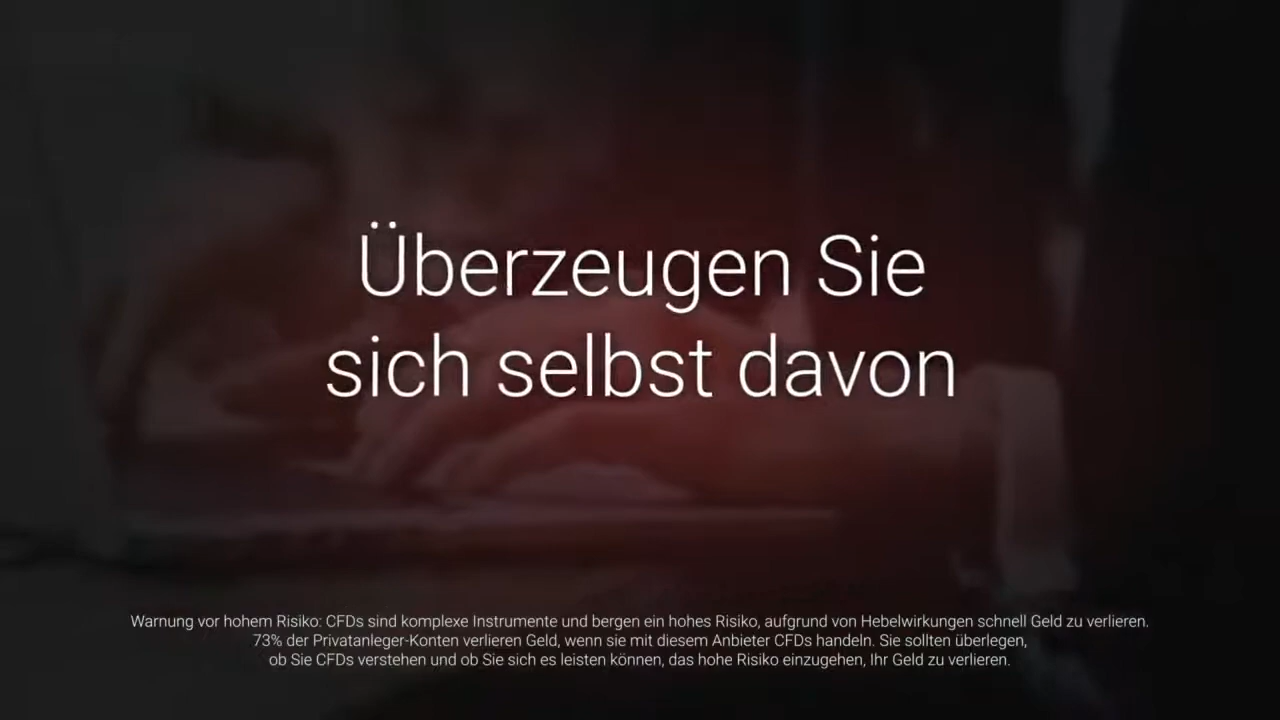 Überzeugen Sie
sich selbst davon
Warnung vor hohem Risiko: CFDs sind komplexe Instrumente und bergen ein hohes Risiko, aufgrund von Hebelwirkungen schnell Geld zu verlieren.
73% der Privatanleger-Konten verlieren Geld, wenn sie mit diesem Anbieter CFDs handeln. Sie sollten überlegen,
ob Sie CFDs verstehen und ob Sie sich es leisten können, das hohe Risiko einzugehen, Ihr Geld zu verlieren.